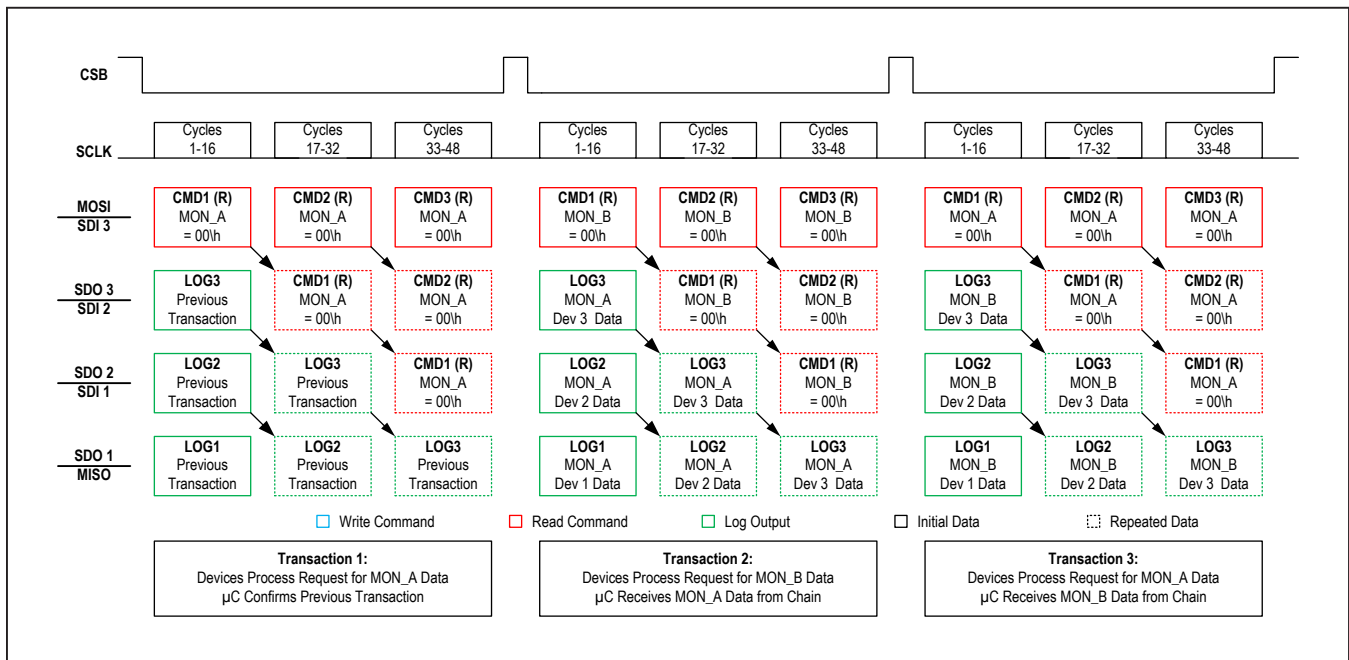 CSB
SCLK
Cycles
1-16
Cycles
17-32
Cycles
33-48
Cycles
1-16
Cycles
17-32
Cycles
33-48
Cycles
1-16
Cycles
17-32
Cycles
33-48
MOSI
SDI 3
CMD1 (R)
MON_A
= 00\h
CMD2 (R)
MON_A
= 00\h
CMD3 (R)
MON_A
= 00\h
CMD1 (R)
MON_B
= 00\h
CMD2 (R)
MON_B
= 00\h
CMD3 (R)
MON_B
= 00\h
CMD1 (R)
MON_A
= 00\h
CMD2 (R)
MON_A
= 00\h
CMD3 (R)
MON_A
= 00\h
SDO 3
SDI 2
LOG3
Previous
Transaction
CMD1 (R)
MON_A
= 00\h
CMD2 (R)
MON_A
= 00\h
LOG3
MON_A
Dev 3 Data
CMD1 (R)
MON_B
= 00\h
CMD2 (R)
MON_B
= 00\h
LOG3
MON_B
Dev 3 Data
CMD1 (R)
MON_A
= 00\h
CMD2 (R)
MON_A
= 00\h
SDO 2
SDI 1
LOG2
Previous
Transaction
LOG3
Previous
Transaction
CMD1 (R)
MON_A
= 00\h
LOG2
MON_A
Dev 2 Data
LOG3
MON_A
Dev 3 Data
CMD1 (R)
MON_B
= 00\h
LOG2
MON_B
Dev 2 Data
LOG3
MON_B
Dev 3 Data
CMD1 (R)
MON_A
= 00\h
SDO 1
MISO
LOG1
Previous
Transaction
LOG2
Previous
Transaction
LOG3
Previous
Transaction
LOG1
MON_A
Dev 1 Data
LOG2
MON_A
Dev 2 Data
LOG3
MON_A
Dev 3 Data
LOG1
MON_B
Dev 1 Data
LOG2
MON_B
Dev 2 Data
LOG3
MON_B
Dev 3 Data
Write Command
Read Command
Log Output
Initial Data
Repeated Data
Transaction 1:
Devices Process Request for MON_A Data
µC Confirms Previous Transaction
Transaction 2:
Devices Process Request for MON_B Data
µC Receives MON_A Data from Chain
Transaction 3:
Devices Process Request for MON_A Data
µC Receives MON_B Data from Chain